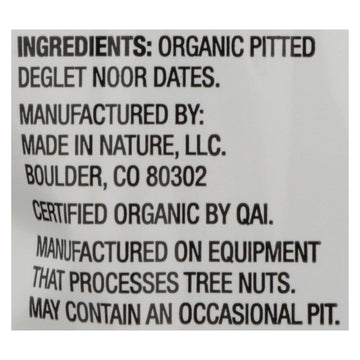 INGREDIENTS: ORGANIC PITTED
DEGLET NOOR DATES.
MANUFACTURED BY:
MADE IN NATURE, LLC.
BOULDER, CO 80302
CERTIFIED ORGANIC BY QAI.
MANUFACTURED ON EQUIPMENT
THAT PROCESSES TREE NUTS.
MAY CONTAIN AN OCCASIONAL PIT.